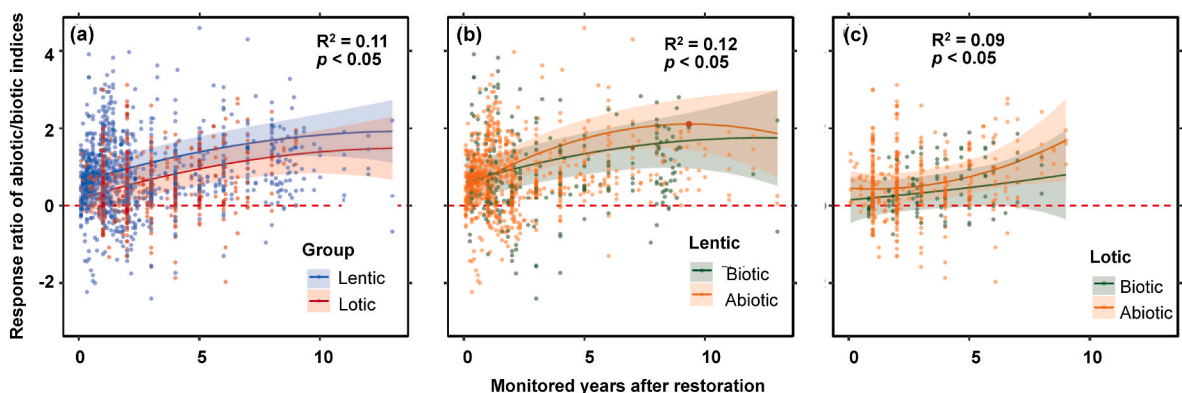 Response ratio of abiotic/biotic indices
4
2
0
-2
(a)
R² = 0.11
p < 0.05
Group
Lentic
Lotic
0 5 10
(b)
R² = 0.12
p < 0.05
Lentic
Biotic
Abiotic
0 5 10
(c)
R² = 0.09
p < 0.05
Lotic
Biotic
Abiotic
0 5 10
Monitored years after restoration